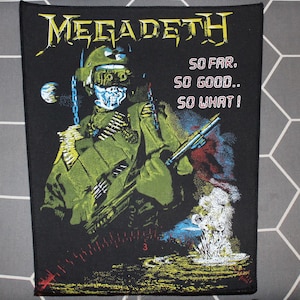 MEGADETH
SO FAR,
SO GOOD..
SO WHAT!